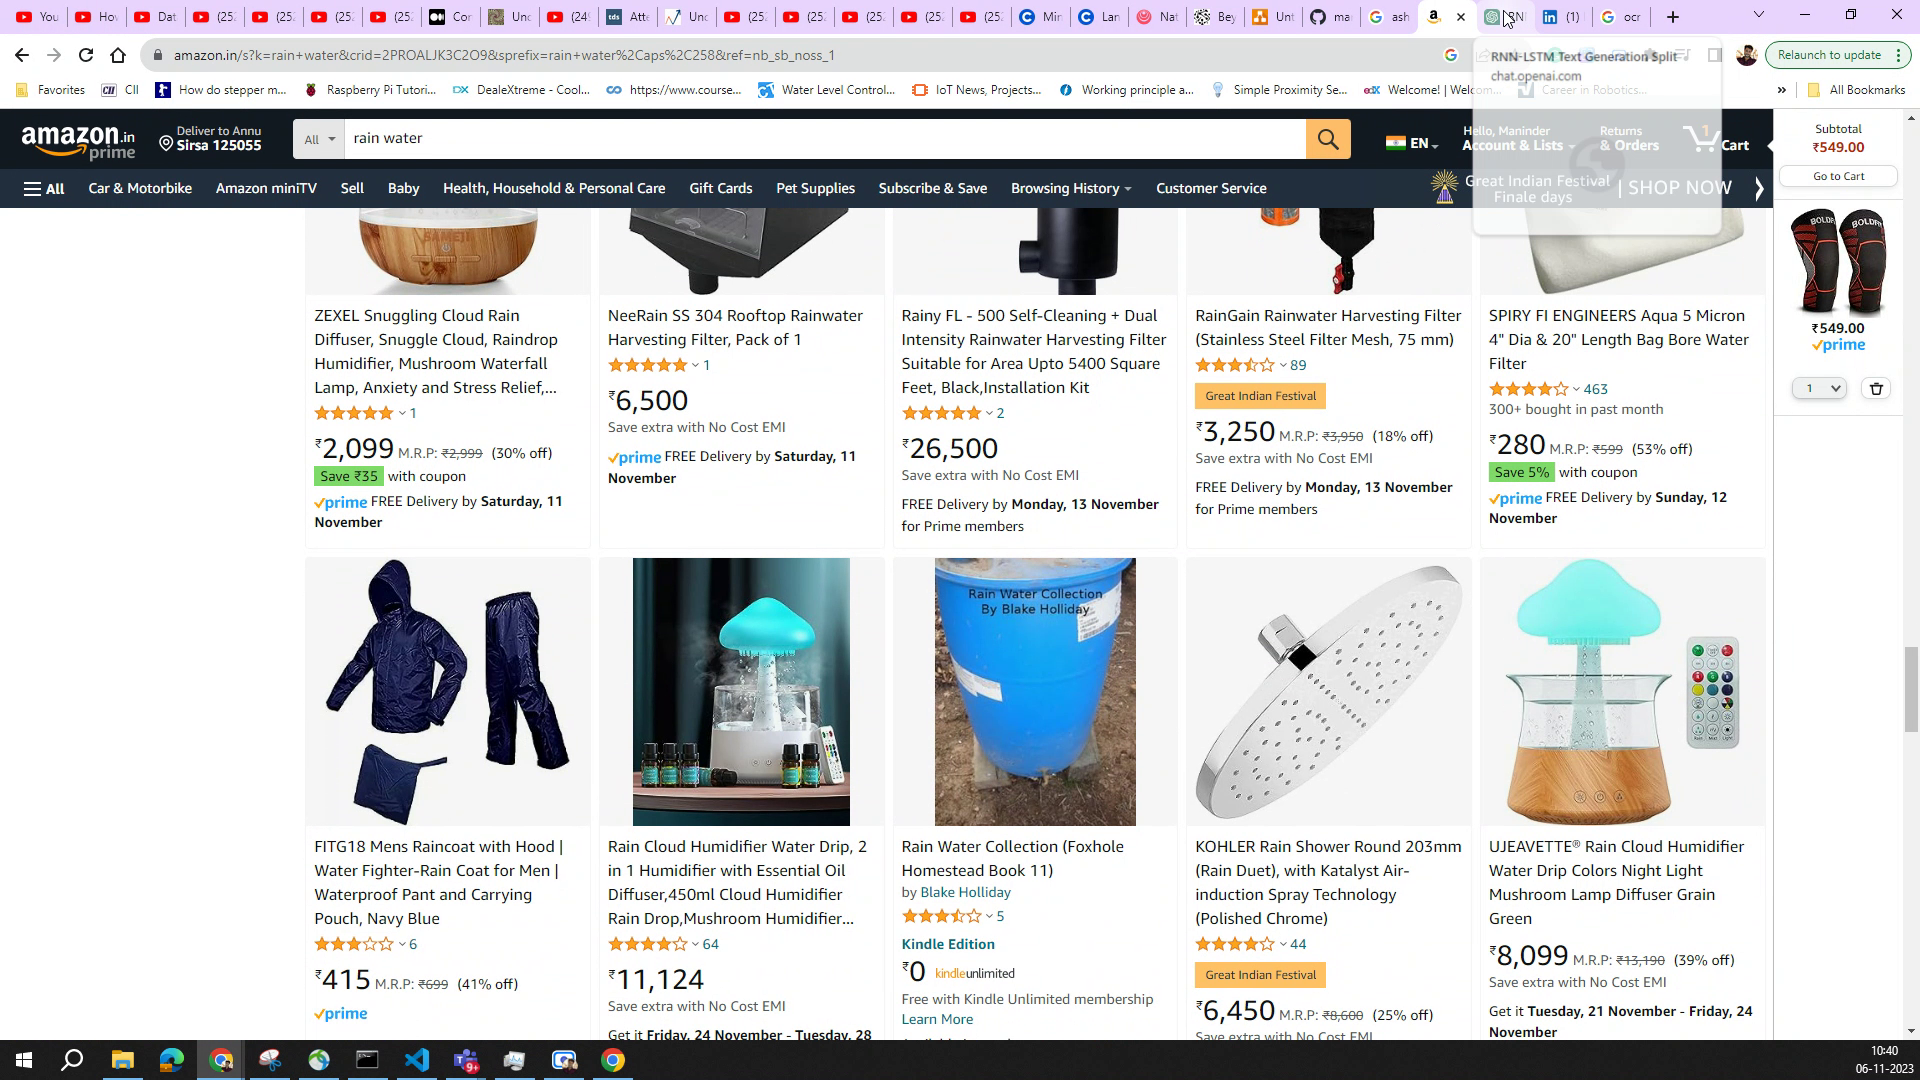 You
Hov
Dat
(252
(252
(252
(252
Cor
Unc
(249
tds Atte
Unc
(252
(252
(252
(252
(252
Min
Lan
Nat
Bey
Unt
ma
ash
RNN
(1)
ocr
amazon.in/s?k=rain+water&crid=2PROALJK3C2O9&sprefix=rain+water%2Caps%2C258&ref=nb_sb_noss_1
Relaunch to update
RNN-LSTM Text Generation Split
chat.openai.com
Favorites
CII
How do stepper m...
Raspberry Pi Tutori...
DX DealeXtreme - Cool...
https://www.course...
Water Level Control...
IoT News, Projects...
Working principle a...
Simple Proximity Se...
edX Welcome! | Welcom...
Career in Robotics...
»
All Bookmarks
amazon.in
prime
Deliver to Annu
Sirsa 125055
All
rain water
EN
Hello, Maninder
Account & Lists
Returns
& Orders
1
Cart
Subtotal
₹549.00
Go to Cart
All
Car & Motorbike
Amazon miniTV
Sell
Baby
Health, Household & Personal Care
Gift Cards
Pet Supplies
Subscribe & Save
Browsing History
Customer Service
Great Indian Festival
Finale days
| SHOP NOW
BOLDFIT
BOLDFIT
₹549.00
prime
1
ZEXEL Snuggling Cloud Rain
Diffuser, Snuggle Cloud, Raindrop
Humidifier, Mushroom Waterfall
Lamp, Anxiety and Stress Relief,...
1
₹2,099 M.R.P: ₹2,999 (30% off)
Save ₹35 with coupon
prime FREE Delivery by Saturday, 11
November
NeeRain SS 304 Rooftop Rainwater
Harvesting Filter, Pack of 1
1
₹6,500
Save extra with No Cost EMI
prime FREE Delivery by Saturday, 11
November
Rainy FL - 500 Self-Cleaning + Dual
Intensity Rainwater Harvesting Filter
Suitable for Area Upto 5400 Square
Feet, Black,Installation Kit
2
₹26,500
Save extra with No Cost EMI
FREE Delivery by Monday, 13 November
for Prime members
RainGain Rainwater Harvesting Filter
(Stainless Steel Filter Mesh, 75 mm)
89
Great Indian Festival
₹3,250 M.R.P: ₹3,950 (18% off)
Save extra with No Cost EMI
FREE Delivery by Monday, 13 November
for Prime members
SPIRY FI ENGINEERS Aqua 5 Micron
4" Dia & 20" Length Bag Bore Water
Filter
463
300+ bought in past month
₹280 M.R.P: ₹599 (53% off)
Save 5% with coupon
prime FREE Delivery by Sunday, 12
November
Rain Water Collection
By Blake Holliday
FITG18 Mens Raincoat with Hood |
Water Fighter-Rain Coat for Men |
Waterproof Pant and Carrying
Pouch, Navy Blue
6
₹415 M.R.P: ₹699 (41% off)
prime
Rain Cloud Humidifier Water Drip, 2
in 1 Humidifier with Essential Oil
Diffuser,450ml Cloud Humidifier
Rain Drop,Mushroom Humidifier...
64
₹11,124
Save extra with No Cost EMI
Get it Friday, 24 November - Tuesday, 28
Rain Water Collection (Foxhole
Homestead Book 11)
by Blake Holliday
5
Kindle Edition
₹0 kindleunlimited
Free with Kindle Unlimited membership
Learn More
KOHLER Rain Shower Round 203mm
(Rain Duet), with Katalyst Air-
induction Spray Technology
(Polished Chrome)
44
Great Indian Festival
₹6,450 M.R.P: ₹8,600 (25% off)
Save extra with No Cost EMI
UJEAVETTE® Rain Cloud Humidifier
Water Drip Colors Night Light
Mushroom Lamp Diffuser Grain
Green
₹8,099 M.R.P: ₹13,190 (39% off)
Save extra with No Cost EMI
Get it Tuesday, 21 November - Friday, 24
November
9+
10:40
06-11-2023